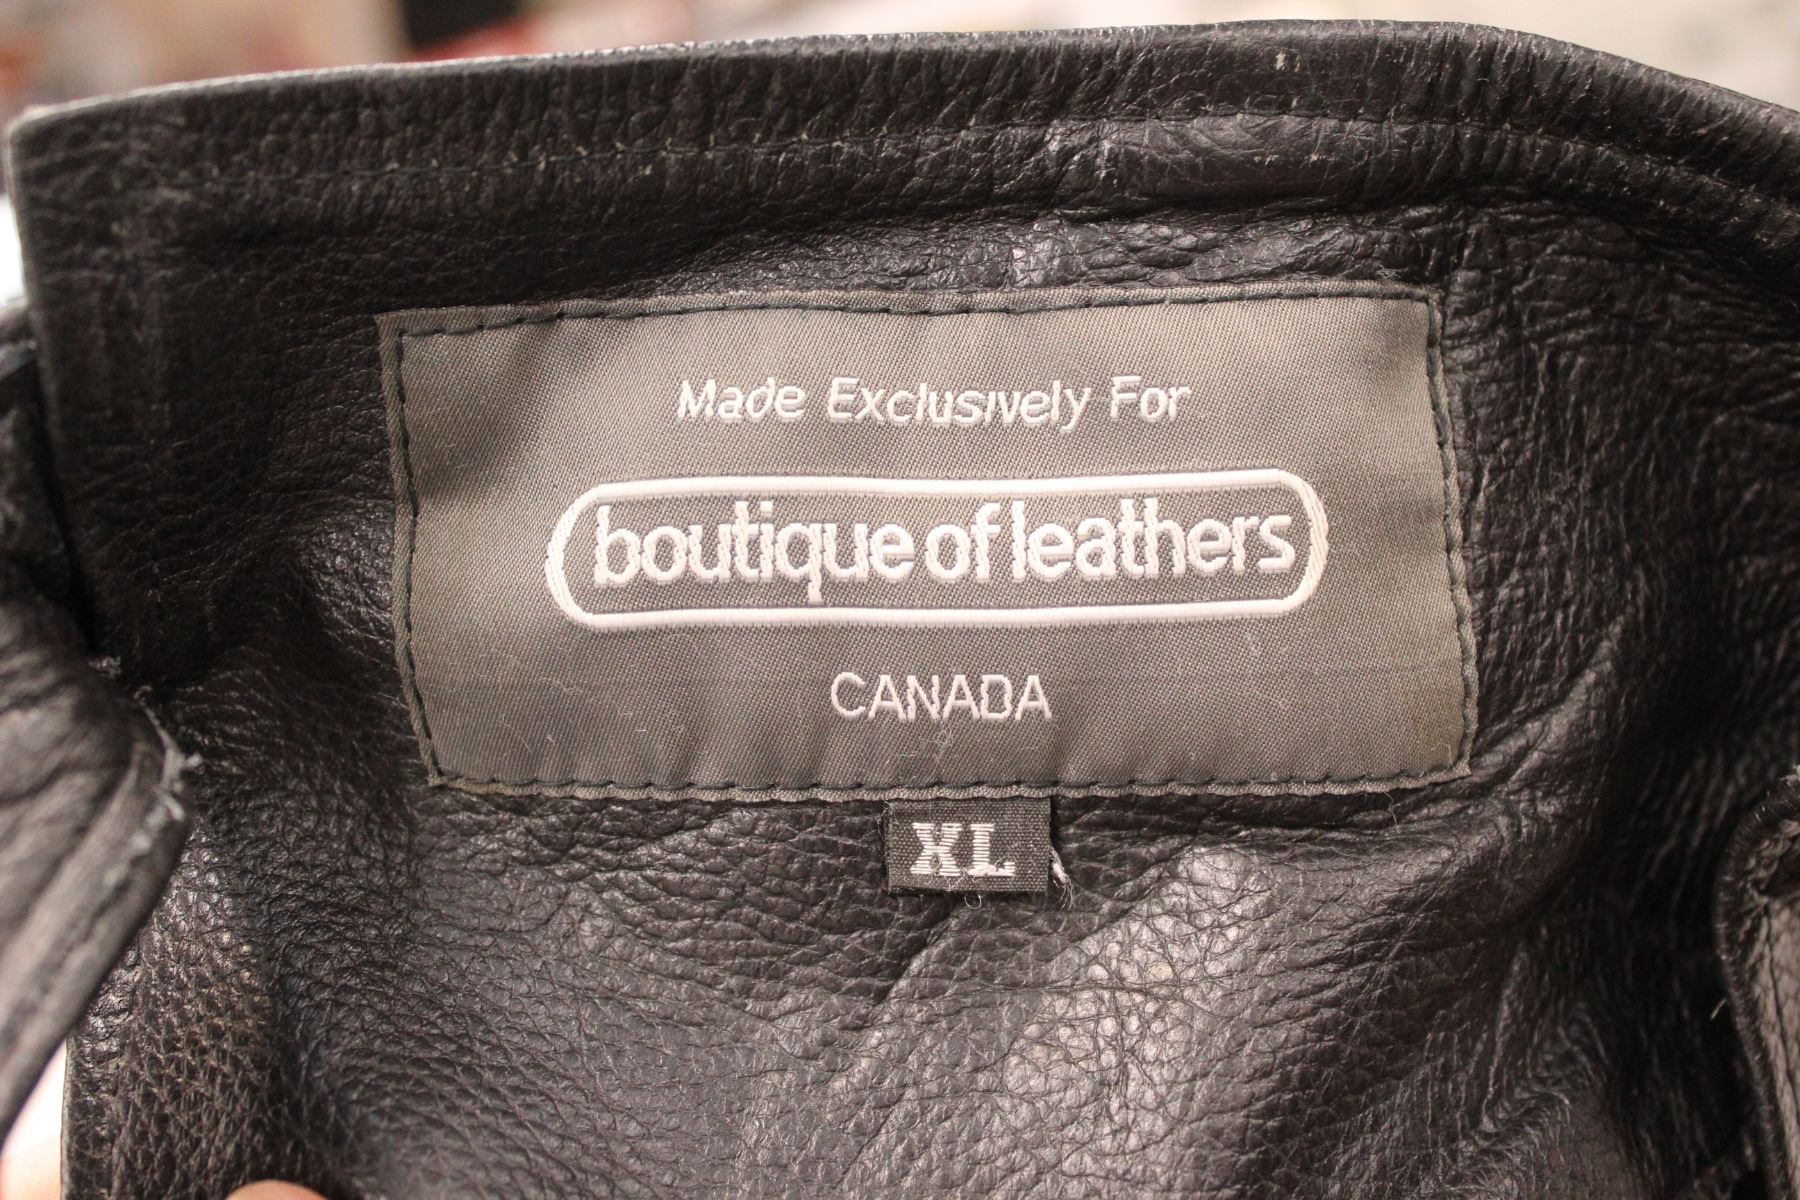 Made Exclusively For
boutique of leathers
CANADA
XL